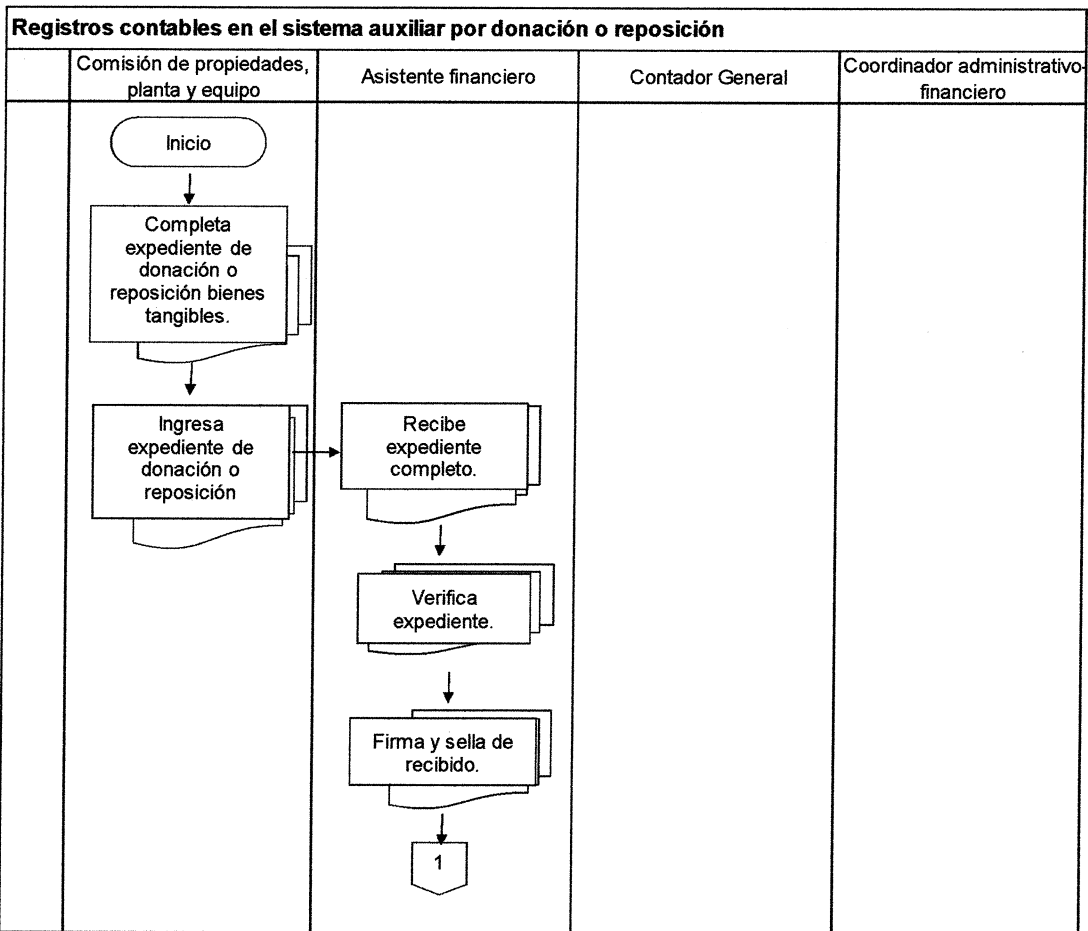 Registros contables en el sistema auxiliar por donación o reposición
Comisión de propiedades,
planta y equipo
Asistente financiero
Contador General
Coordinador administrativo-
financiero
Inicio
Completa
expediente de
donación o
reposición bienes
tangibles.
Ingresa
expediente de
donación o
reposición
Recibe
expediente
completo.
Verifica
expediente.
Firma y sella de
recibido.
1